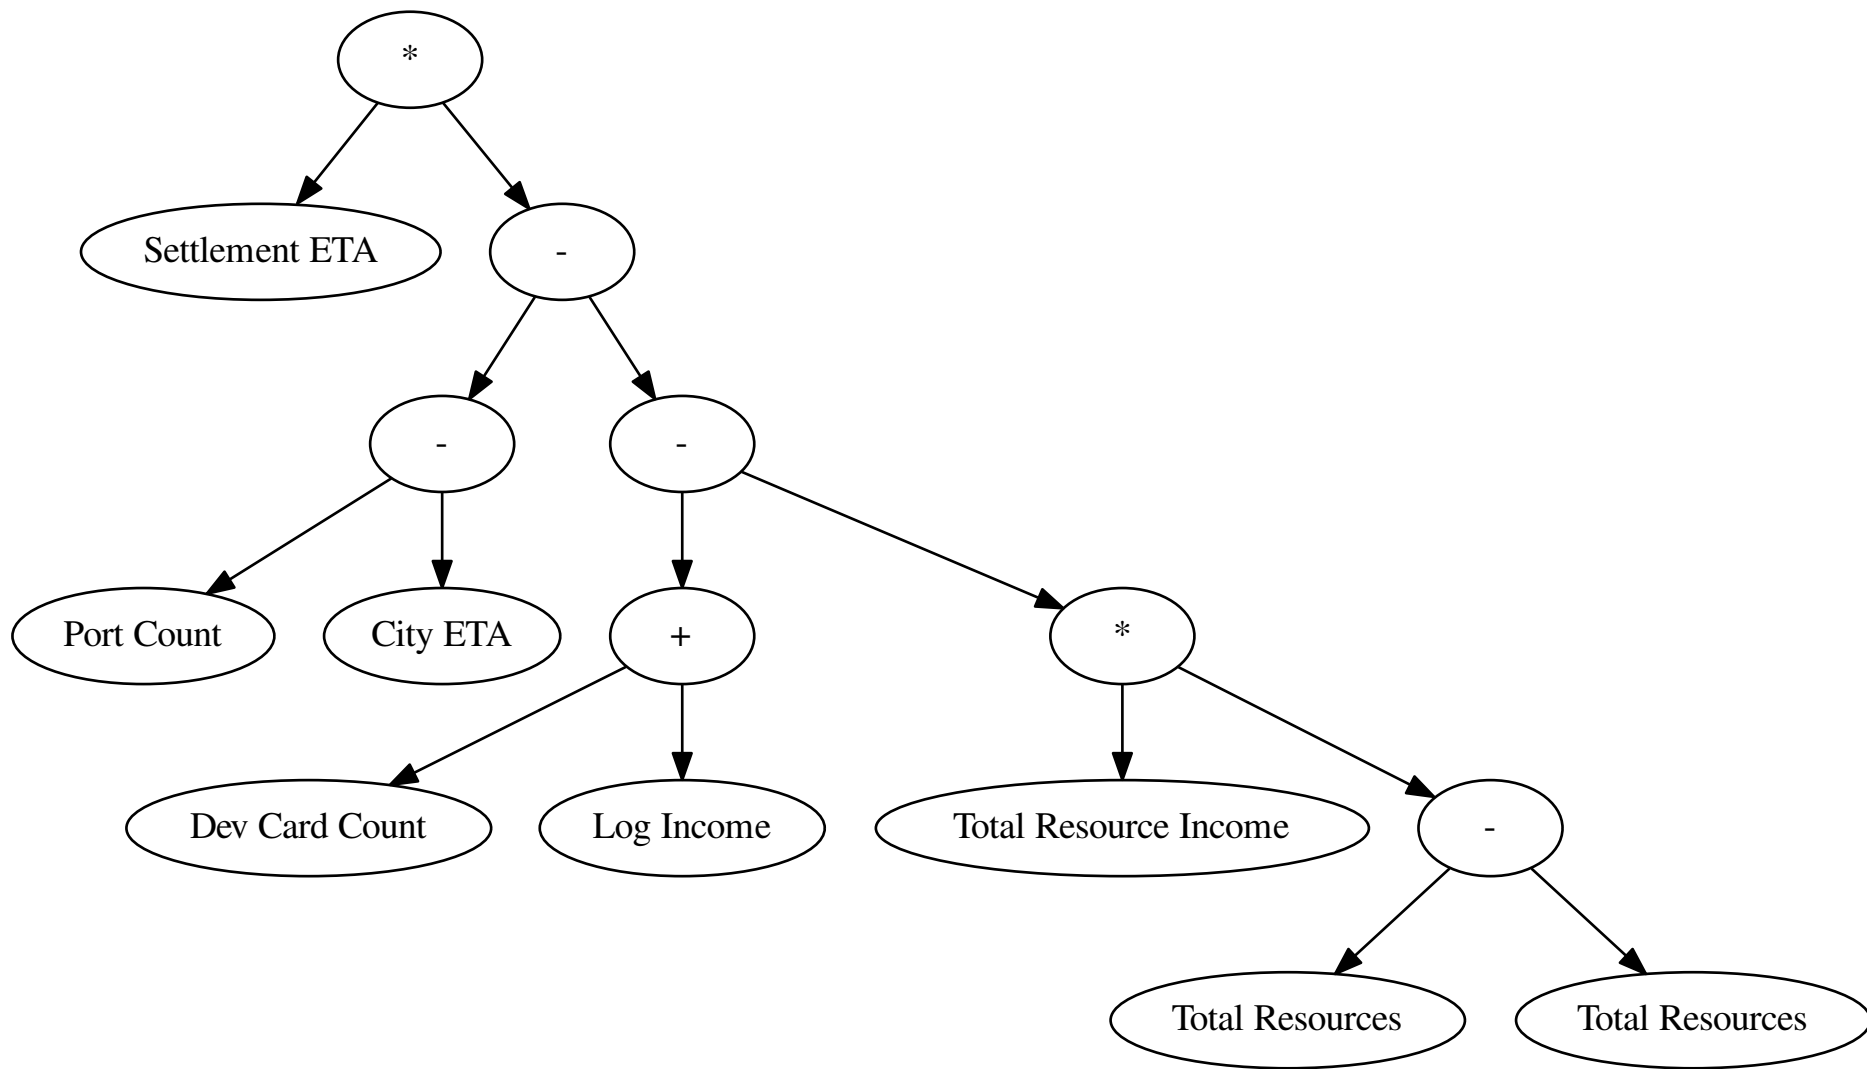 *
Settlement ETA
-
-
-
Port Count
City ETA
+
*
Dev Card Count
Log Income
Total Resource Income
-
Total Resources
Total Resources